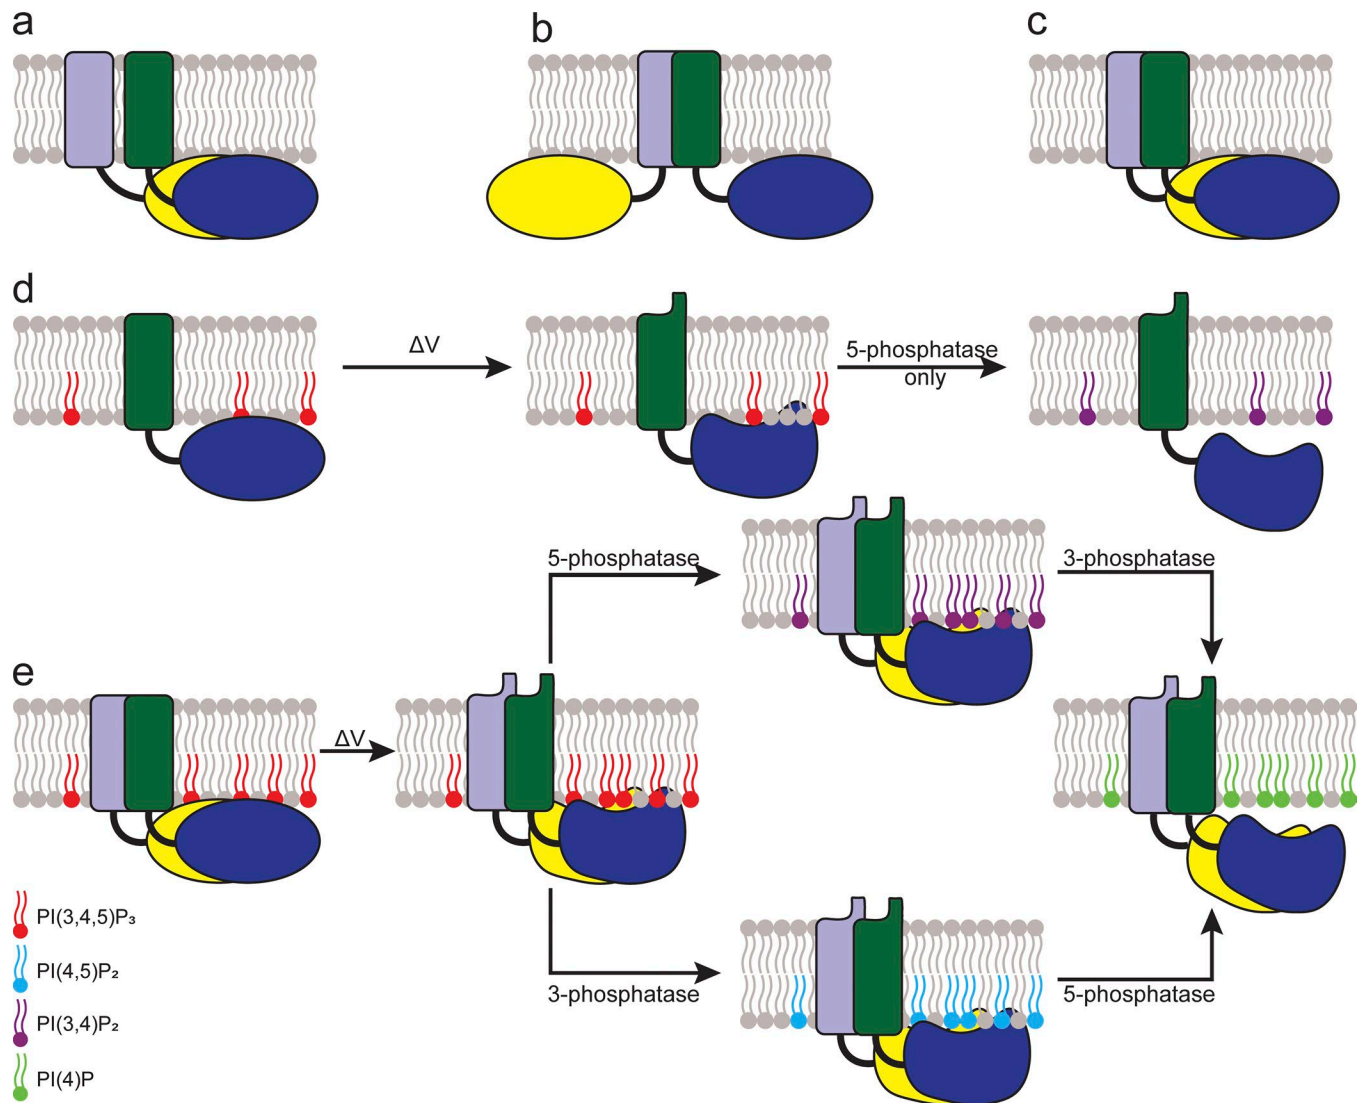 a
b
c
d
ΔV
5-phosphatase
only
5-phosphatase
3-phosphatase
e
ΔV
3-phosphatase
5-phosphatase
PI(3,4,5)P₃
PI(4,5)P₂
PI(3,4)P₂
PI(4)P